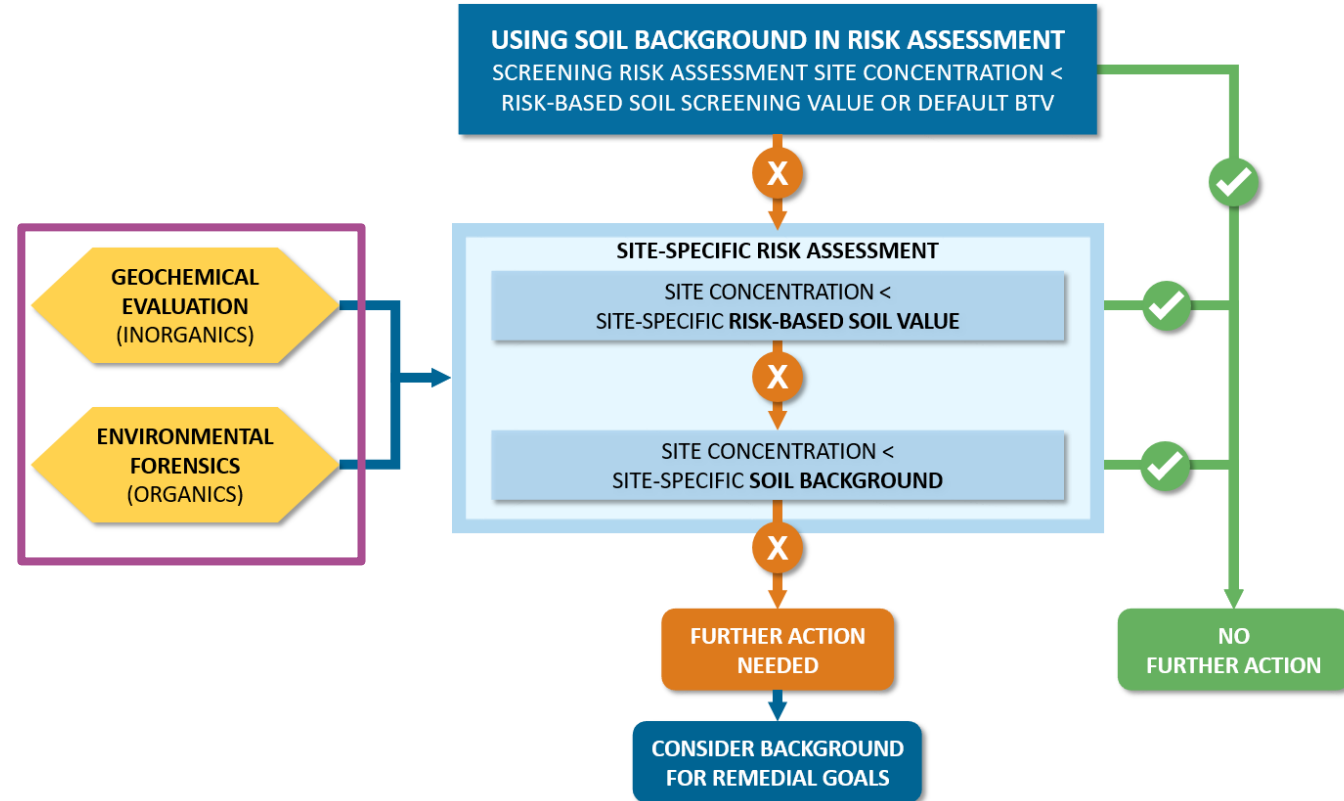 USING SOIL BACKGROUND IN RISK ASSESSMENT
SCREENING RISK ASSESSMENT SITE CONCENTRATION <
RISK-BASED SOIL SCREENING VALUE OR DEFAULT BTV
X
GEOCHEMICAL
EVALUATION
(INORGANICS)
ENVIRONMENTAL
FORENSICS
(ORGANICS)
SITE-SPECIFIC RISK ASSESSMENT
SITE CONCENTRATION <
SITE-SPECIFIC RISK-BASED SOIL VALUE
X
SITE CONCENTRATION <
SITE-SPECIFIC SOIL BACKGROUND
X
FURTHER ACTION
NEEDED
NO
FURTHER ACTION
CONSIDER BACKGROUND
FOR REMEDIAL GOALS